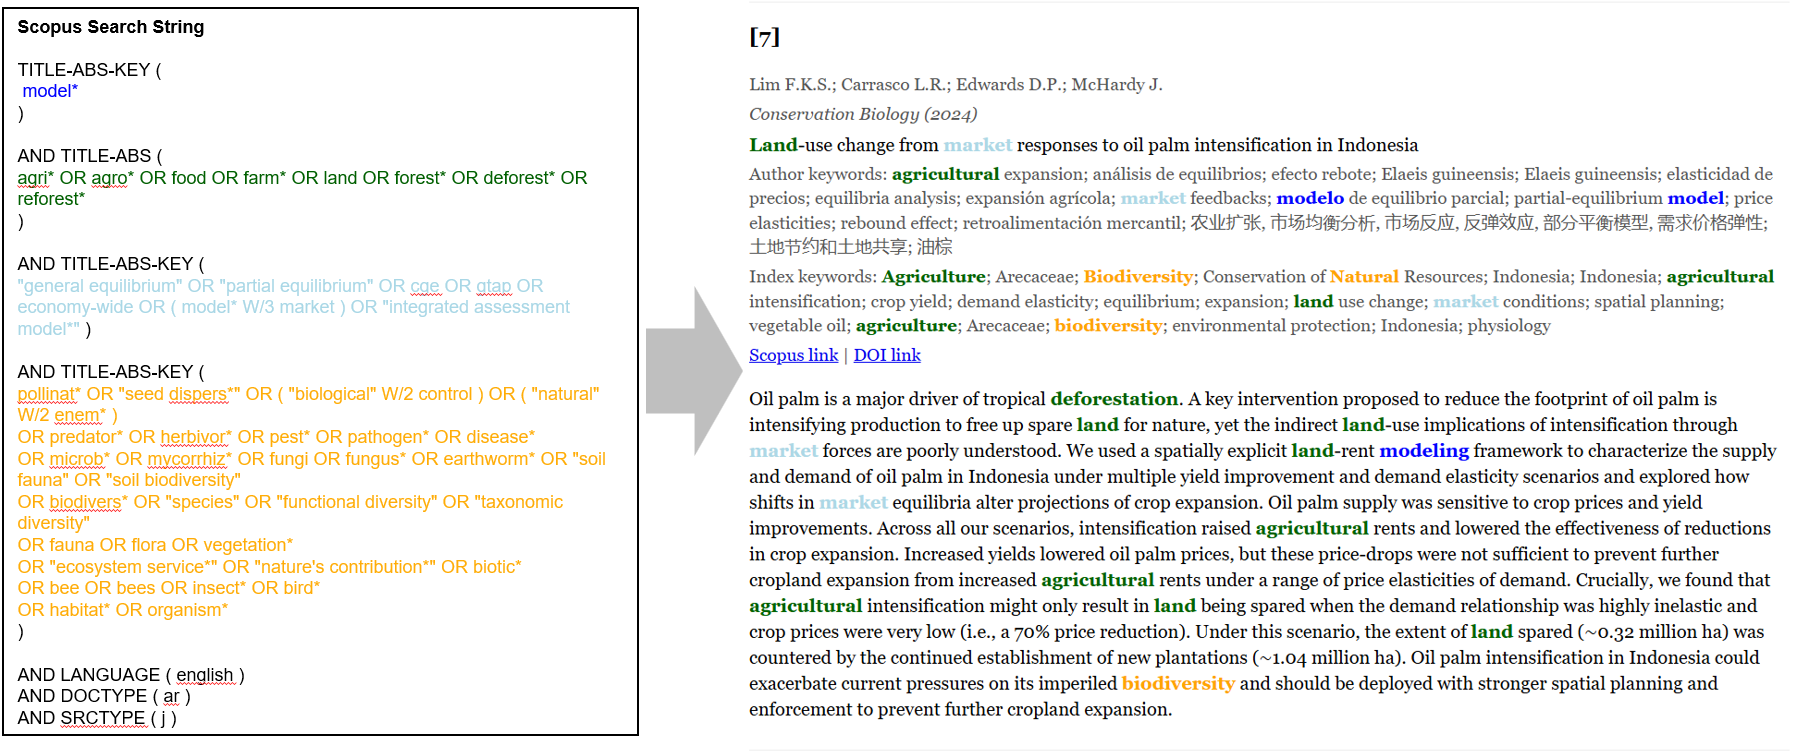 Scopus Search String
TITLE-ABS-KEY (
model*
)
AND TITLE-ABS (
agri* OR agro* OR food OR farm* OR land OR forest* OR deforest* OR
reforest*
)
AND TITLE-ABS-KEY (
"general equilibrium" OR "partial equilibrium" OR cge OR gtap OR
economy-wide OR ( model* W/3 market ) OR "integrated assessment
model*" )
AND TITLE-ABS-KEY (
pollinat* OR "seed dispers*" OR ( "biological" W/2 control ) OR ( "natural"
W/2 enem* )
OR predator* OR herbivor* OR pest* OR pathogen* OR disease*
OR microb* OR mycorrhiz* OR fungi OR fungus* OR earthworm* OR "soil
fauna" OR "soil biodiversity"
OR biodivers* OR "species" OR "functional diversity" OR "taxonomic
diversity"
OR fauna OR flora OR vegetation*
OR "ecosystem service*" OR "nature's contribution*" OR biotic*
OR bee OR bees OR insect* OR bird*
OR habitat* OR organism*
)
AND LANGUAGE ( english )
AND DOCTYPE ( ar )
AND SRCTYPE ( j )
[7]
Lim F.K.S.; Carrasco L.R.; Edwards D.P.; McHardy J.
Conservation Biology (2024)
Land-use change from market responses to oil palm intensification in Indonesia
Author keywords: agricultural expansion; análisis de equilibrios; efecto rebote; Elaeis guineensis; Elaeis guineensis; elasticidad de
precios; equilibria analysis; expansión agrícola; market feedbacks; modelo de equilibrio parcial; partial-equilibrium model; price
elasticities; rebound effect; retroalimentación mercantil; 农业扩张, 市场均衡分析, 市场反应, 反弹效应, 部分平衡模型, 需求价格弹性;
土地节约和土地共享; 油棕
Index keywords: Agriculture; Arecaceae; Biodiversity; Conservation of Natural Resources; Indonesia; Indonesia; agricultural
intensification; crop yield; demand elasticity; equilibrium; expansion; land use change; market conditions; spatial planning;
vegetable oil; agriculture; Arecaceae; biodiversity; environmental protection; Indonesia; physiology
Scopus link | DOI link
Oil palm is a major driver of tropical deforestation. A key intervention proposed to reduce the footprint of oil palm is
intensifying production to free up spare land for nature, yet the indirect land-use implications of intensification through
market forces are poorly understood. We used a spatially explicit land-rent modeling framework to characterize the supply
and demand of oil palm in Indonesia under multiple yield improvement and demand elasticity scenarios and explored how
shifts in market equilibria alter projections of crop expansion. Oil palm supply was sensitive to crop prices and yield
improvements. Across all our scenarios, intensification raised agricultural rents and lowered the effectiveness of reductions
in crop expansion. Increased yields lowered oil palm prices, but these price-drops were not sufficient to prevent further
cropland expansion from increased agricultural rents under a range of price elasticities of demand. Crucially, we found that
agricultural intensification might only result in land being spared when the demand relationship was highly inelastic and
crop prices were very low (i.e., a 70% price reduction). Under this scenario, the extent of land spared (~0.32 million ha) was
countered by the continued establishment of new plantations (~1.04 million ha). Oil palm intensification in Indonesia could
exacerbate current pressures on its imperiled biodiversity and should be deployed with stronger spatial planning and
enforcement to prevent further cropland expansion.